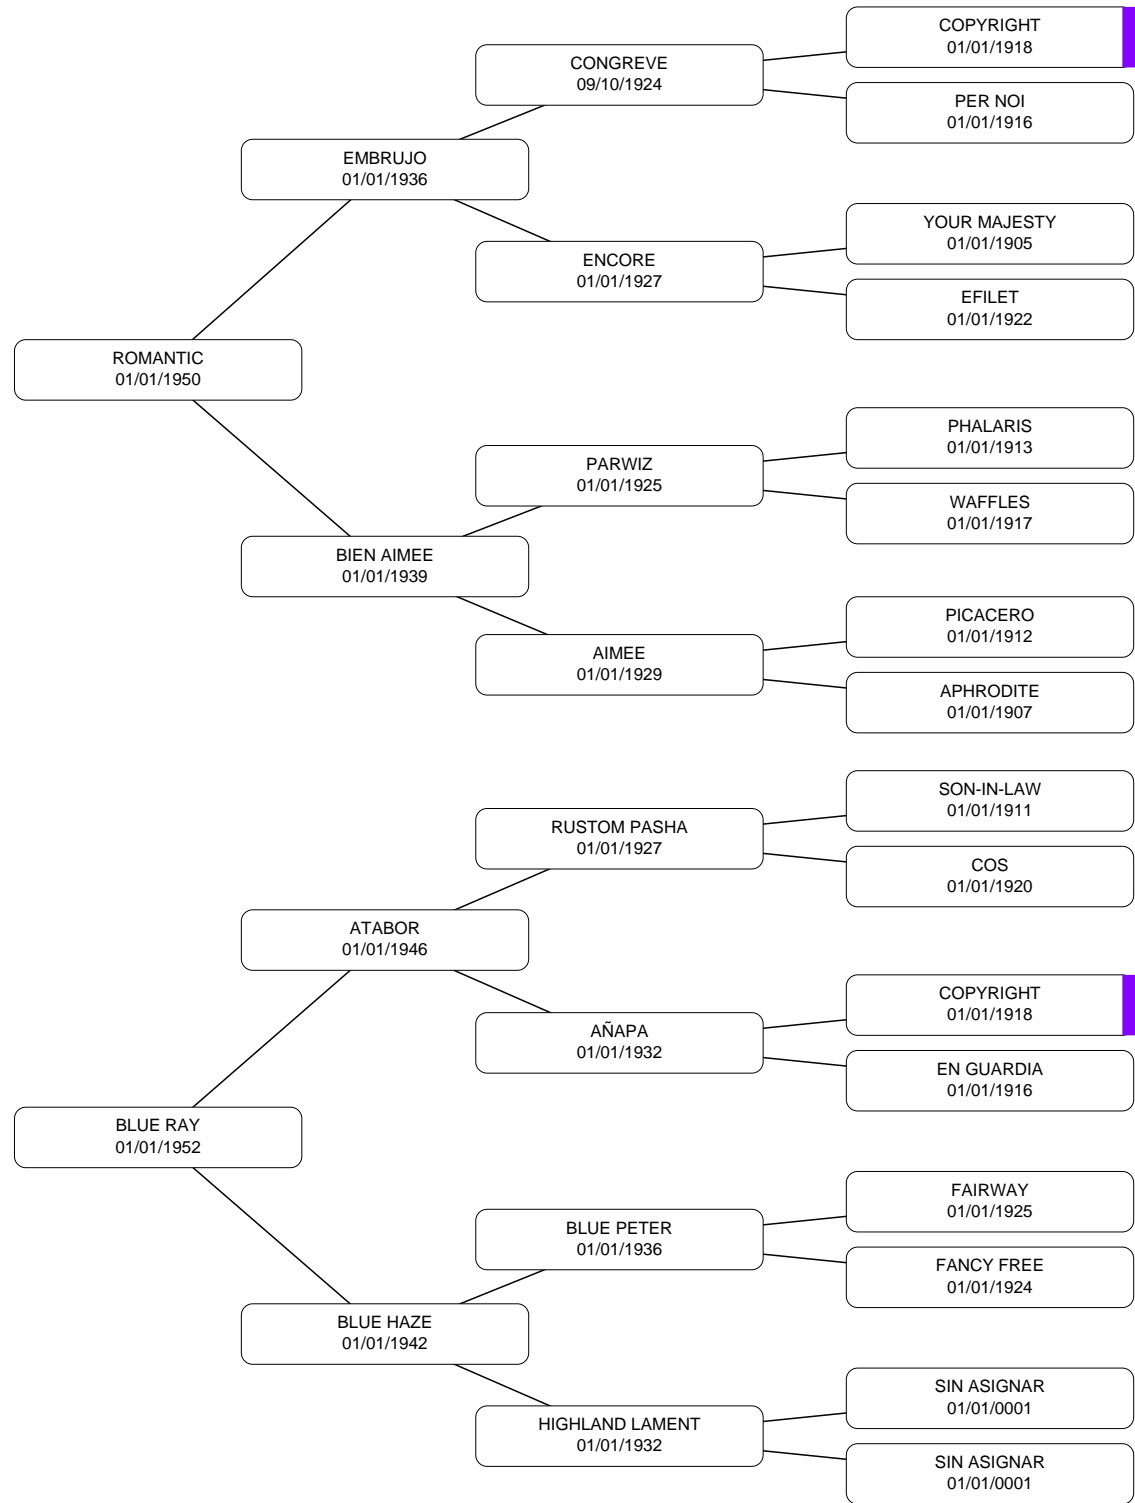 COPYRIGHT
01/01/1918
CONGREVE
09/10/1924
PER NOI
01/01/1916
EMBRUJO
01/01/1936
YOUR MAJESTY
01/01/1905
ENCORE
01/01/1927
EFILET
01/01/1922
ROMANTIC
01/01/1950
PHALARIS
01/01/1913
PARWIZ
01/01/1925
WAFFLES
01/01/1917
BIEN AIMEE
01/01/1939
PICACERO
01/01/1912
AIMEE
01/01/1929
APHRODITE
01/01/1907
SON-IN-LAW
01/01/1911
RUSTOM PASHA
01/01/1927
COS
01/01/1920
ATABOR
01/01/1946
COPYRIGHT
01/01/1918
AÑAPA
01/01/1932
EN GUARDIA
01/01/1916
BLUE RAY
01/01/1952
FAIRWAY
01/01/1925
BLUE PETER
01/01/1936
FANCY FREE
01/01/1924
BLUE HAZE
01/01/1942
SIN ASIGNAR
01/01/0001
HIGHLAND LAMENT
01/01/1932
SIN ASIGNAR
01/01/0001